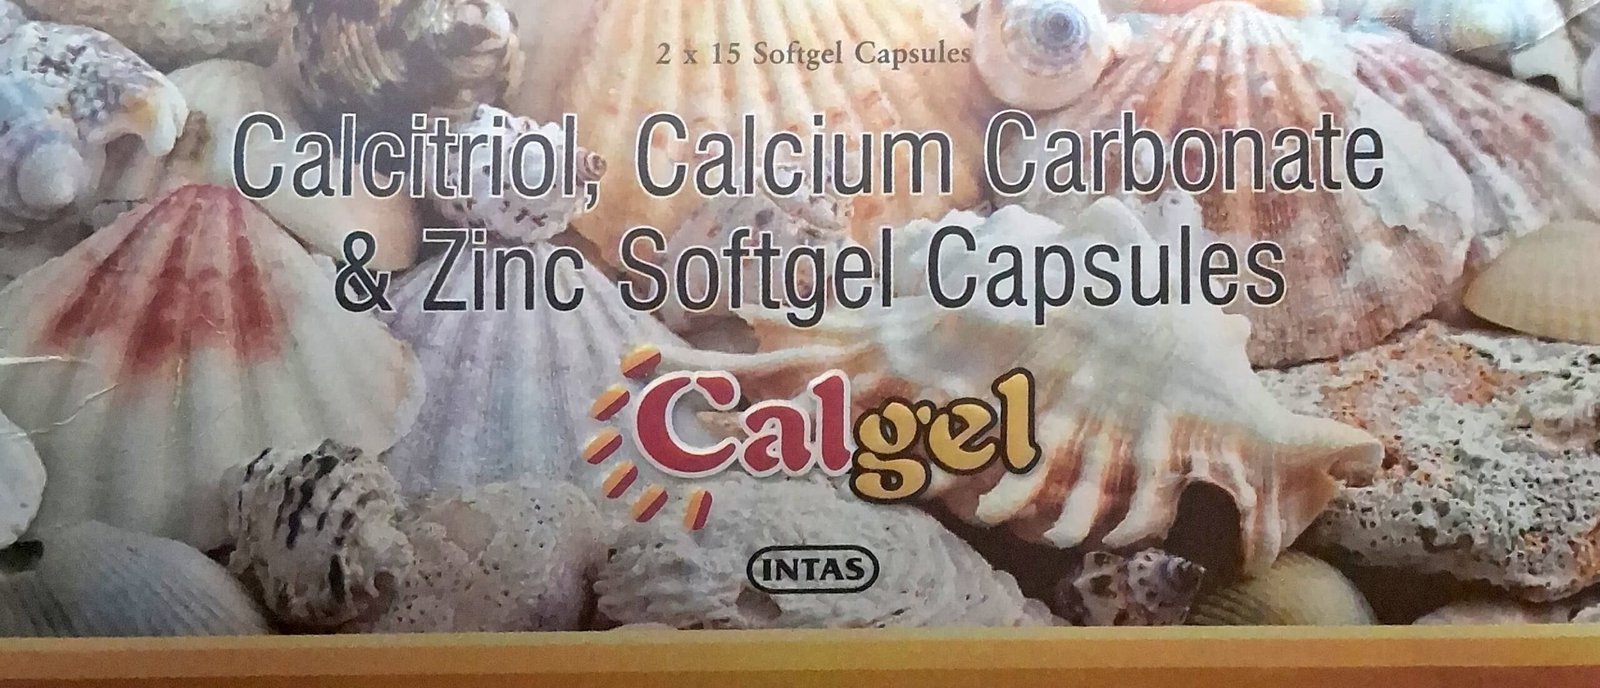 2 x 15 Softgel Capsules
Calcitriol, Calcium Carbonate
& Zinc Softgel Capsules
Calgel
INTAS